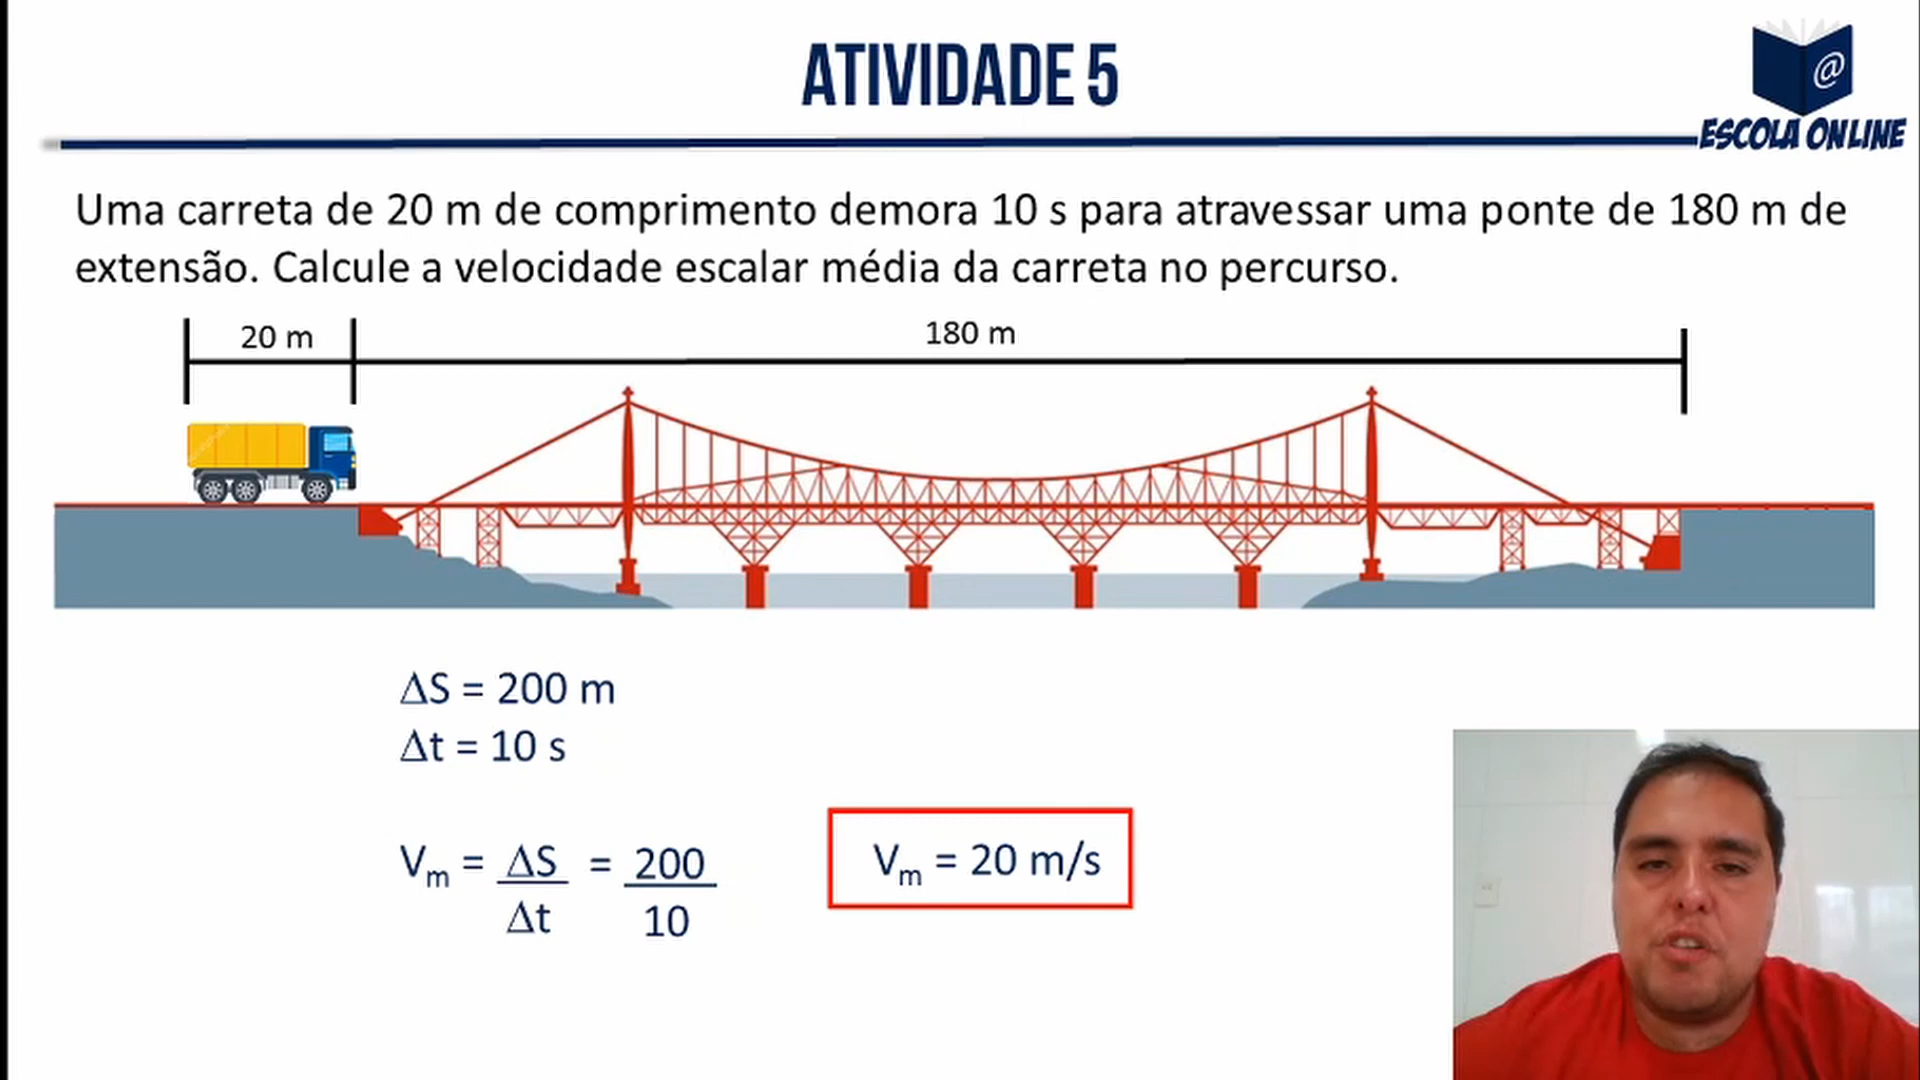 ATIVIDADE 5
@
ESCOLA ONLINE
Uma carreta de 20 m de comprimento demora 10 s para atravessar uma ponte de 180 m de
extensão. Calcule a velocidade escalar média da carreta no percurso.
20 m
180 m
ΔS = 200 m
Δt = 10 s
Vm = ΔS = 200
Δt 10
Vm = 20 m/s